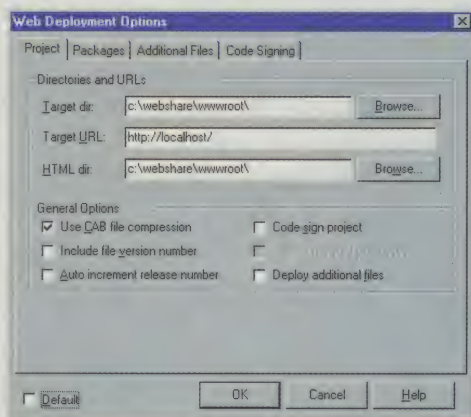 Web Deployment Options
Project Packages Additional Files Code Signing
Directories and URLs
Target dir: c:\webshare\wwwroot\ Browse...
Target URL: http://localhost/
HTML dir: c:\webshare\wwwroot\ Browse...
General Options
Use CAB file compression Code sign project
Include file version number
Auto increment release number Deploy additional files
Default OK Cancel Help